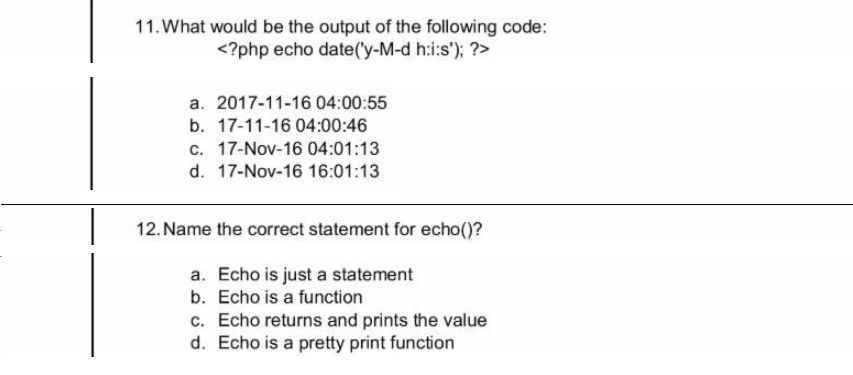 11.What would be the output of the following code:
<?php echo date('y-M-d h:i:s'); ?>
a. 2017-11-16 04:00:55
b. 17-11-16 04:00:46
c. 17-Nov-16 04:01:13
d. 17-Nov-16 16:01:13
12.Name the correct statement for echo()?
a. Echo is just a statement
b. Echo is a function
c. Echo returns and prints the value
d. Echo is a pretty print function